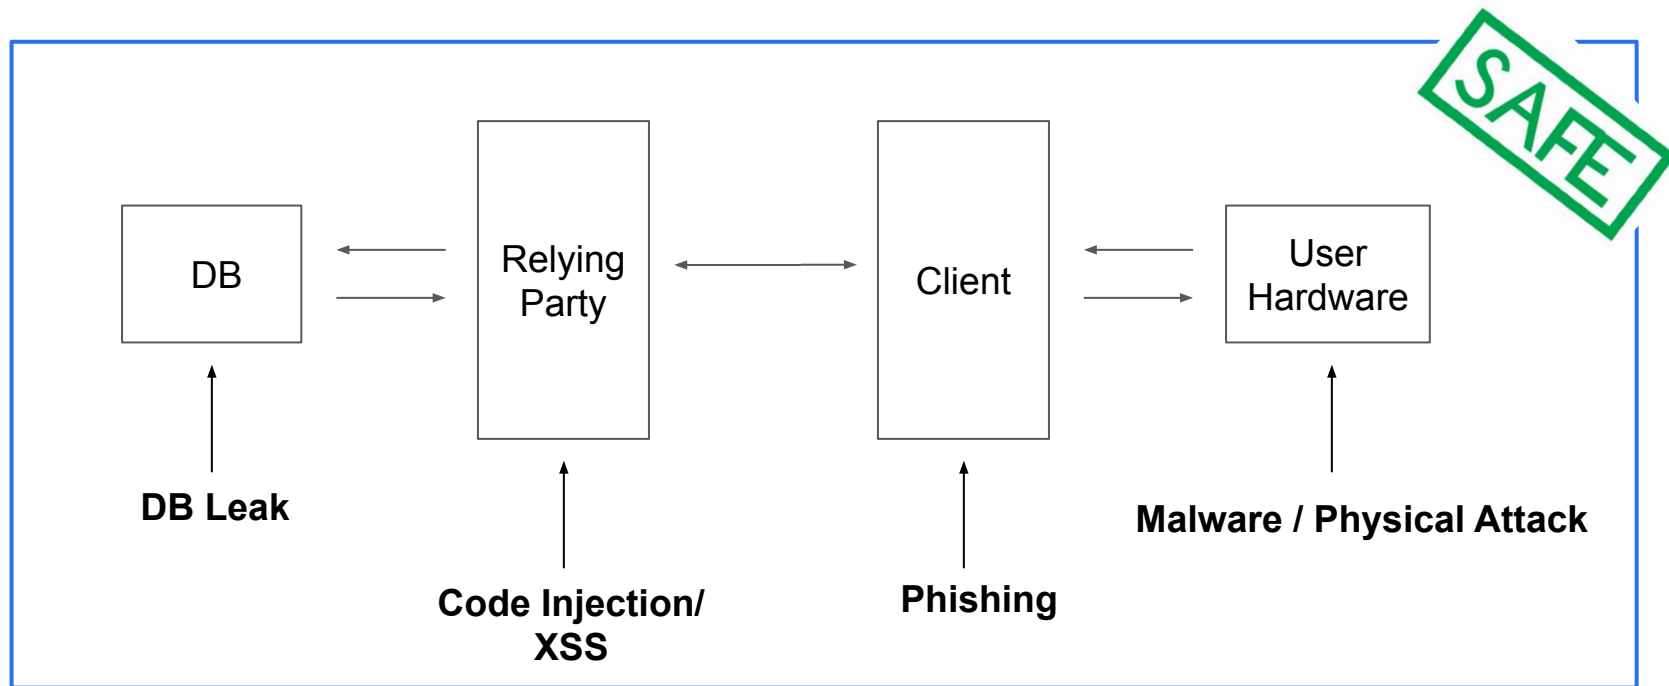 SAFE
DB
Relying
Party
Client
User
Hardware
DB Leak
Code Injection/
XSS
Phishing
Malware / Physical Attack